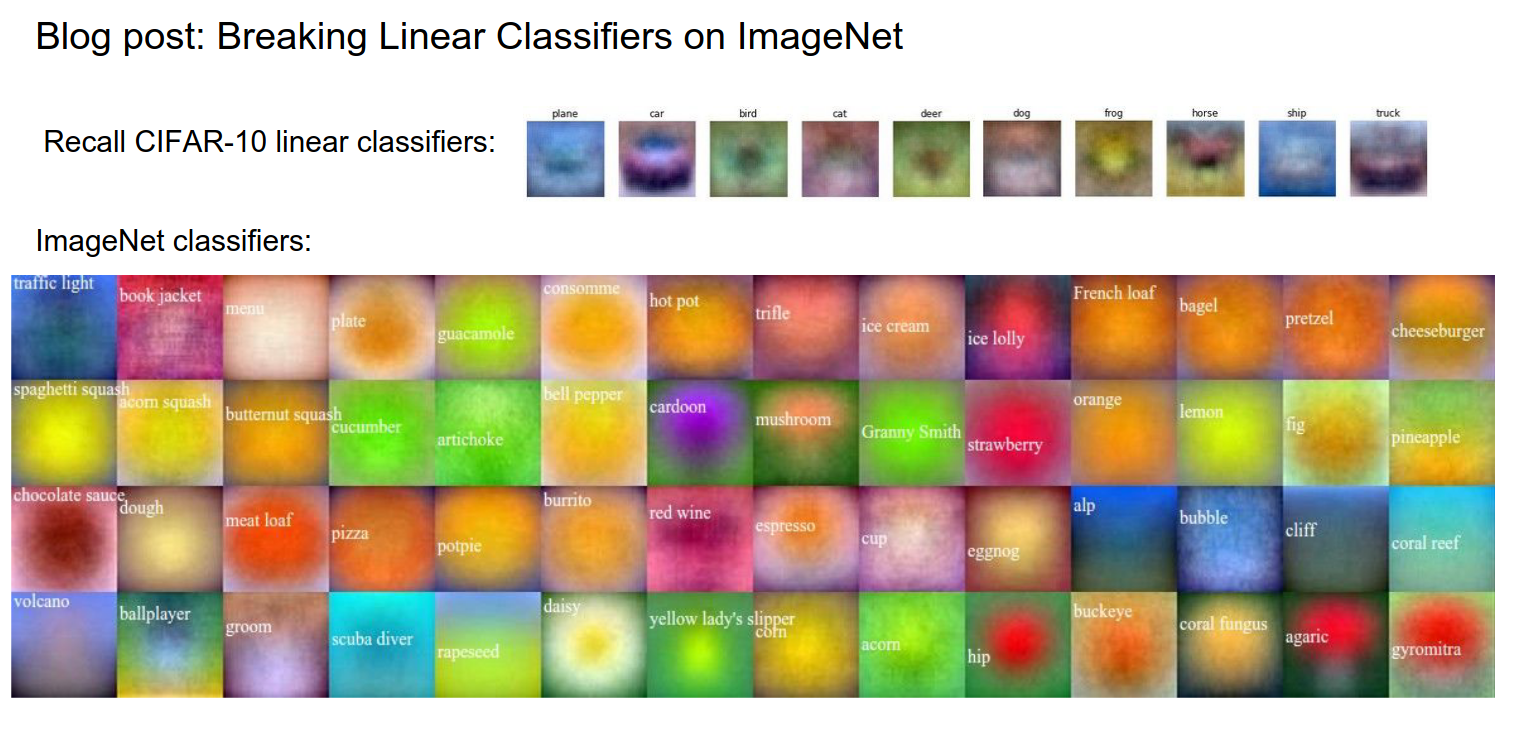 Blog post: Breaking Linear Classifiers on ImageNet
Recall CIFAR-10 linear classifiers:
plane car bird cat deer dog frog horse ship truck
ImageNet classifiers:
traffic light book jacket menu plate guacamole consomme hot pot trifle ice cream ice lolly French loaf bagel pretzel cheeseburger
spaghetti squash acorn squash butternut squash cucumber artichoke bell pepper cardoon mushroom Granny Smith strawberry orange lemon fig pineapple
chocolate sauce dough meat loaf pizza potpie burrito red wine espresso cup eggnog alp bubble cliff coral reef
volcano ballplayer groom scuba diver rapeseed daisy yellow lady's slipper corn acorn hip buckeye coral fungus agaric gyromitra